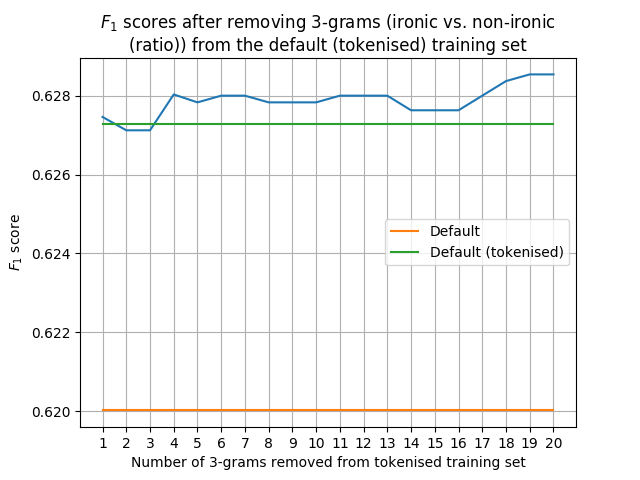 F1 scores after removing 3-grams (ironic vs. non-ironic
(ratio)) from the default (tokenised) training set
0.628
0.626
0.624
0.622
0.620
F1 score
Default
Default (tokenised)
1 2 3 4 5 6 7 8 9 10 11 12 13 14 15 16 17 18 19 20
Number of 3-grams removed from tokenised training set